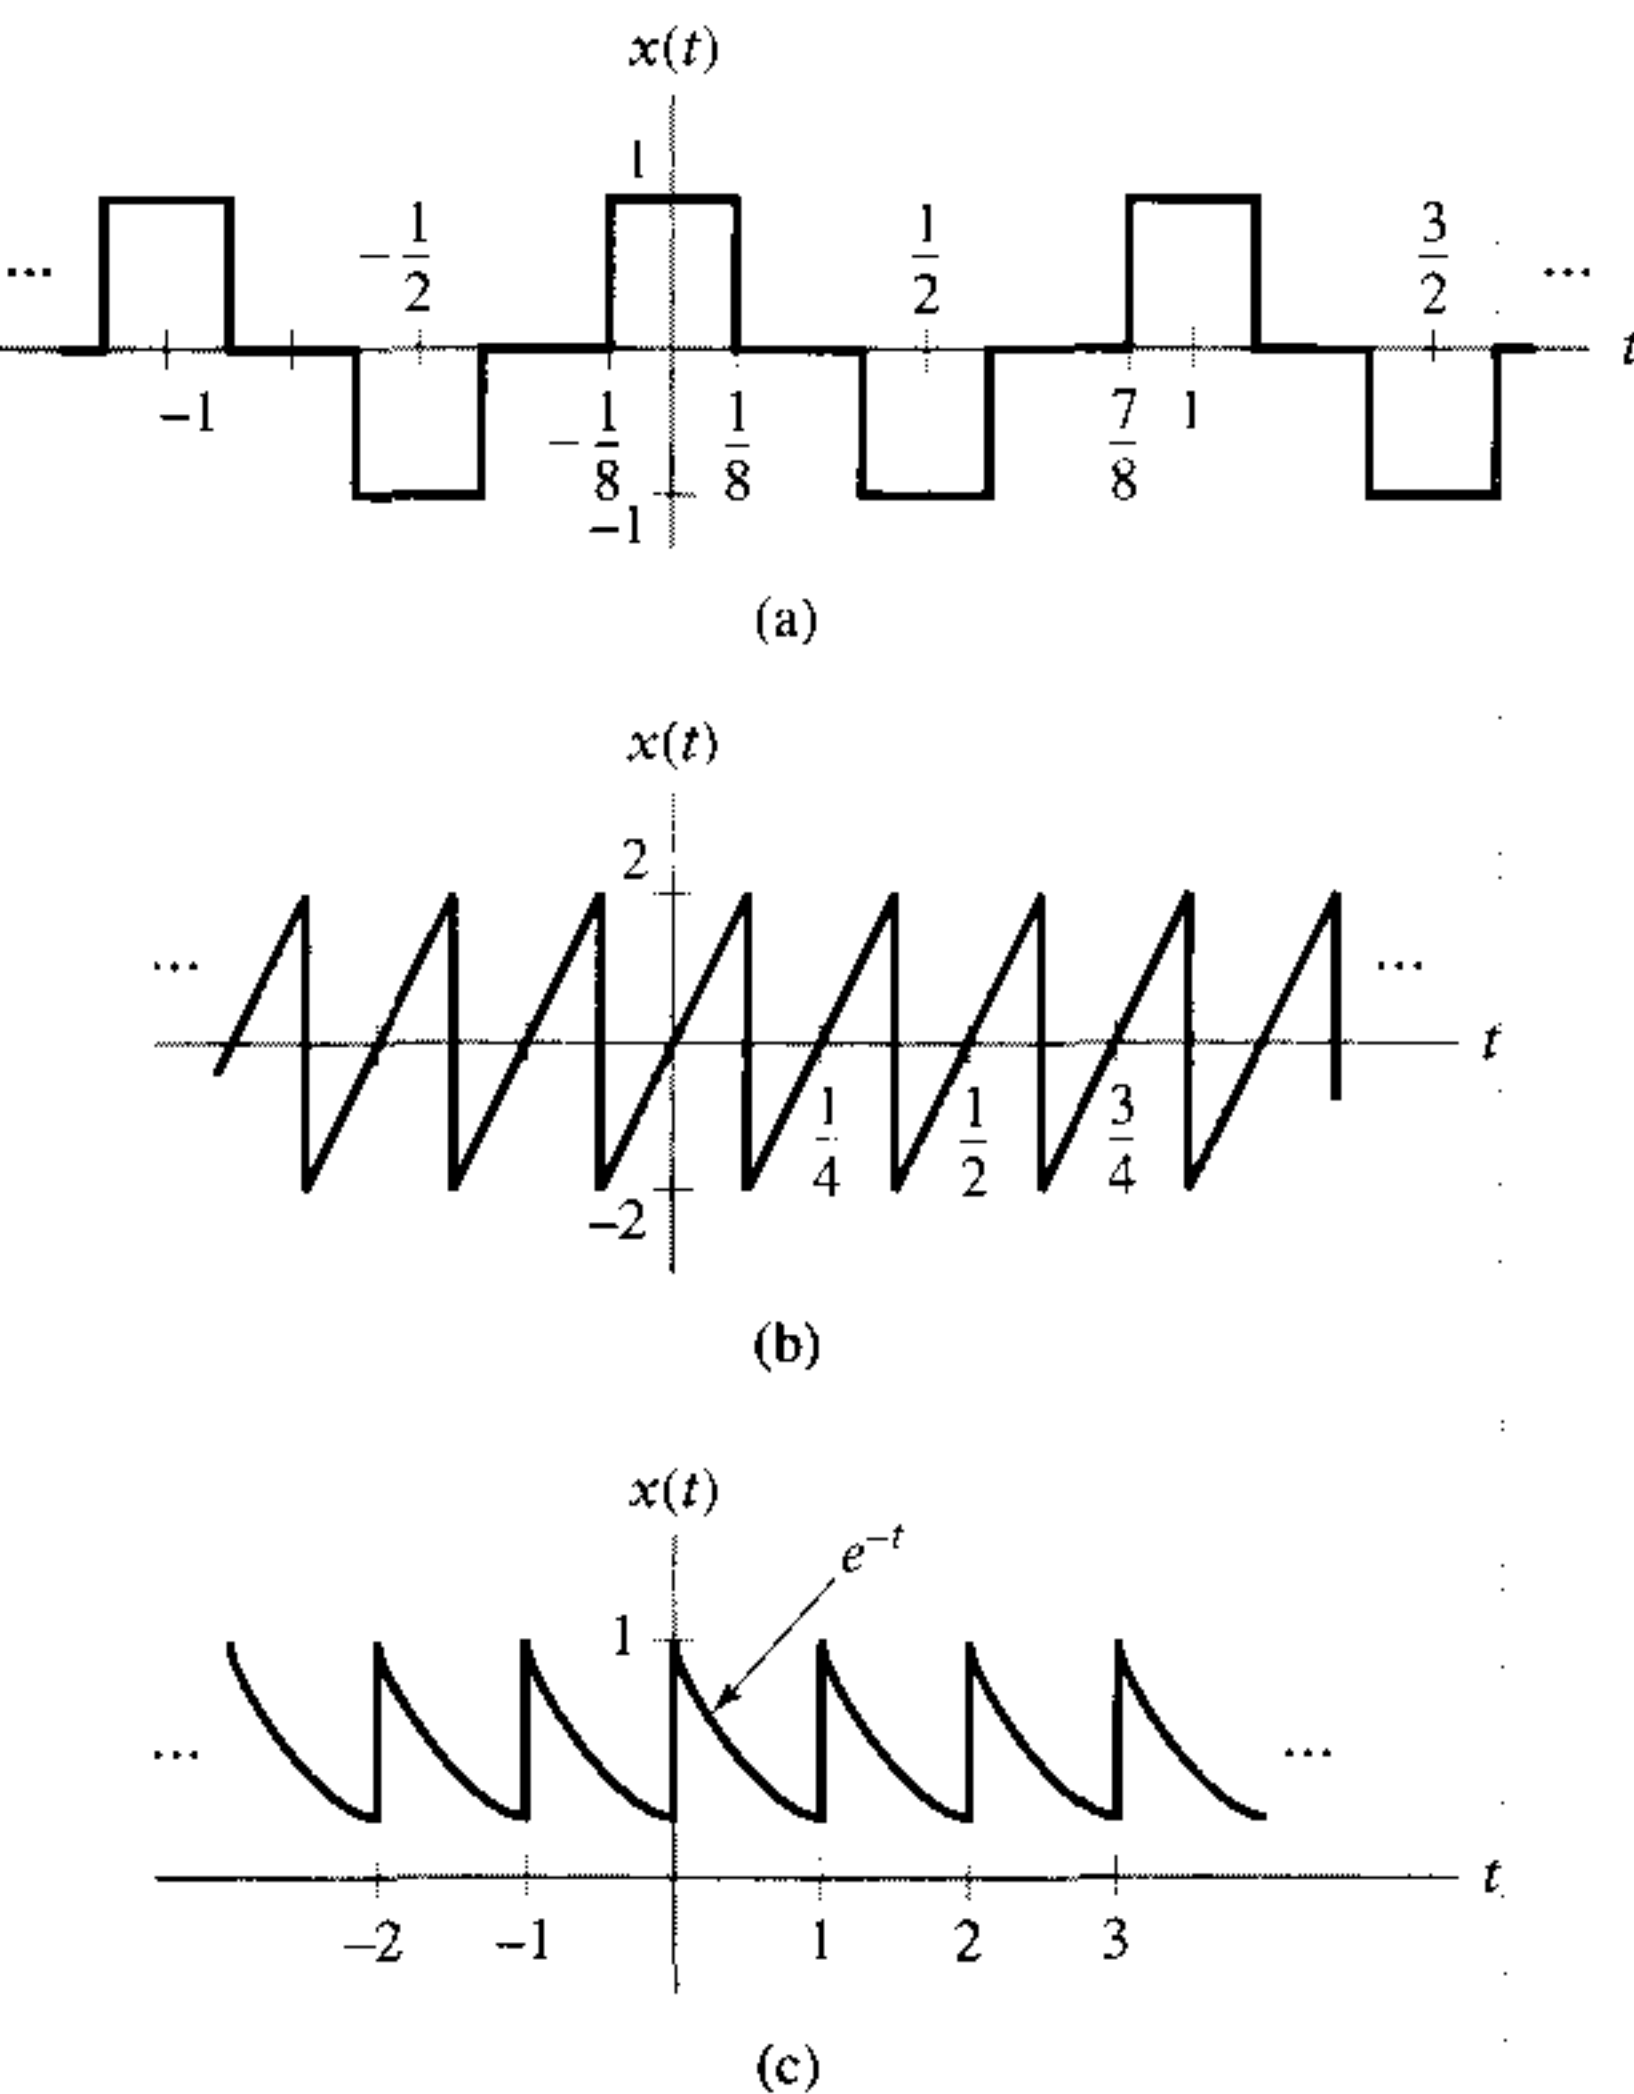 x(t)
1
-1/2
1/2
3/2
...
...
t
-1
-1/8
1/8
7/8
1
-1
(a)
x(t)
2
...
...
t
1/4
1/2
3/4
-2
(b)
x(t)
e^{-t}
1
...
...
t
-2
-1
1
2
3
(c)